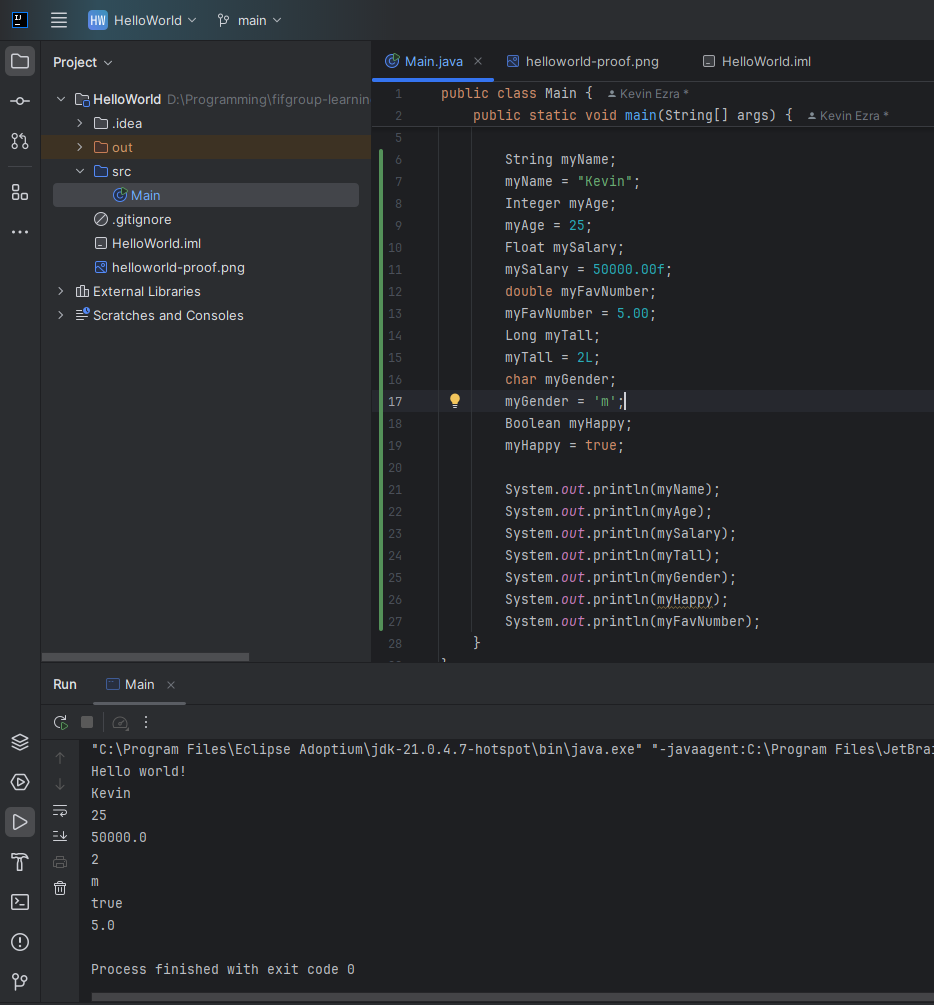 HW HelloWorld main
Project
Main.java
helloworld-proof.png
HelloWorld.iml
HelloWorld D:\Programming\fifgroup-learnin
.idea
out
src
Main
.gitignore
HelloWorld.iml
helloworld-proof.png
External Libraries
Scratches and Consoles
1 public class Main { Kevin Ezra *
2 public static void main(String[] args) { Kevin Ezra *
5
6 String myName;
7 myName = "Kevin";
8 Integer myAge;
9 myAge = 25;
10 Float mySalary;
11 mySalary = 50000.00f;
12 double myFavNumber;
13 myFavNumber = 5.00;
14 Long myTall;
15 myTall = 2L;
16 char myGender;
17 myGender = 'm';
18 Boolean myHappy;
19 myHappy = true;
20
21 System.out.println(myName);
22 System.out.println(myAge);
23 System.out.println(mySalary);
24 System.out.println(myTall);
25 System.out.println(myGender);
26 System.out.println(myHappy);
27 System.out.println(myFavNumber);
28 }
Run Main
"C:\Program Files\Eclipse Adoptium\jdk-21.0.4.7-hotspot\bin\java.exe" "-javaagent:C:\Program Files\JetBrai
Hello world!
Kevin
25
50000.0
2
m
true
5.0
Process finished with exit code 0